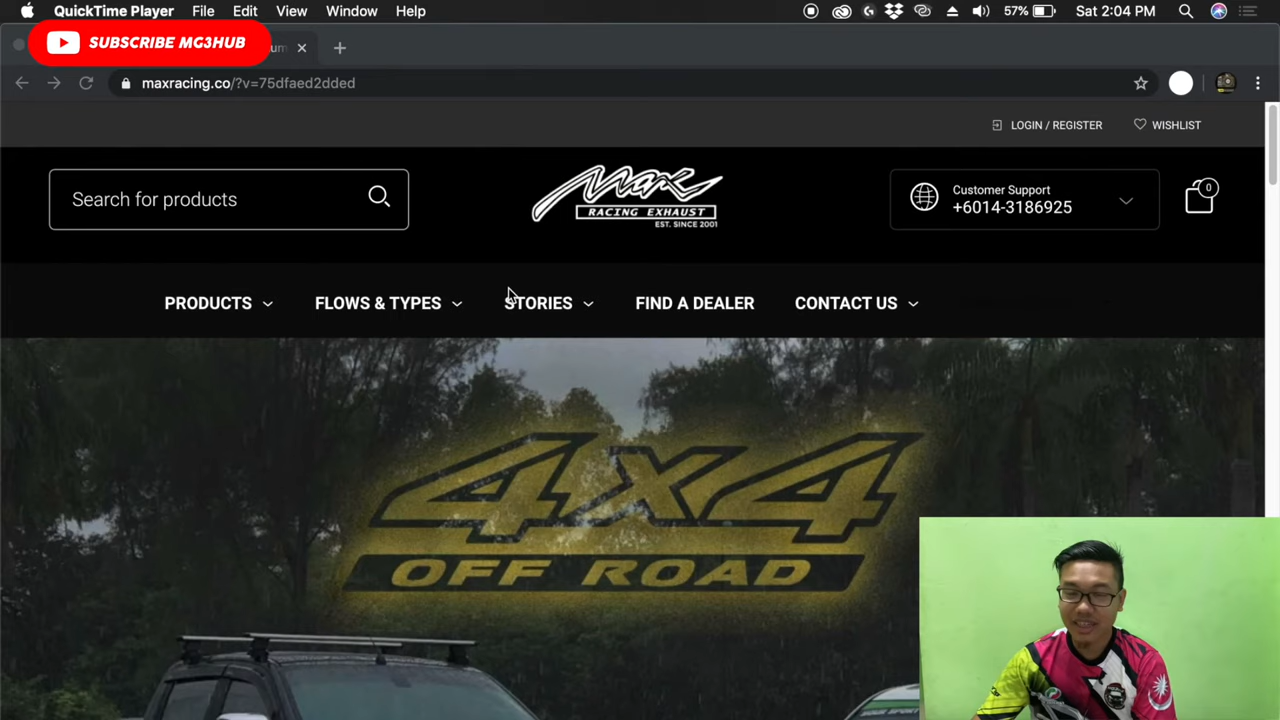 QuickTime Player File Edit View Window Help 57% Sat 2:04 PM
SUBSCRIBE MG3HUB
maxracing.co/?v=75dfaed2dded
LOGIN / REGISTER WISHLIST
Search for products
Max
RACING EXHAUST
EST. SINCE 2001
Customer Support
+6014-3186925
0
PRODUCTS FLOWS & TYPES STORIES FIND A DEALER CONTACT US
4x4
OFF ROAD